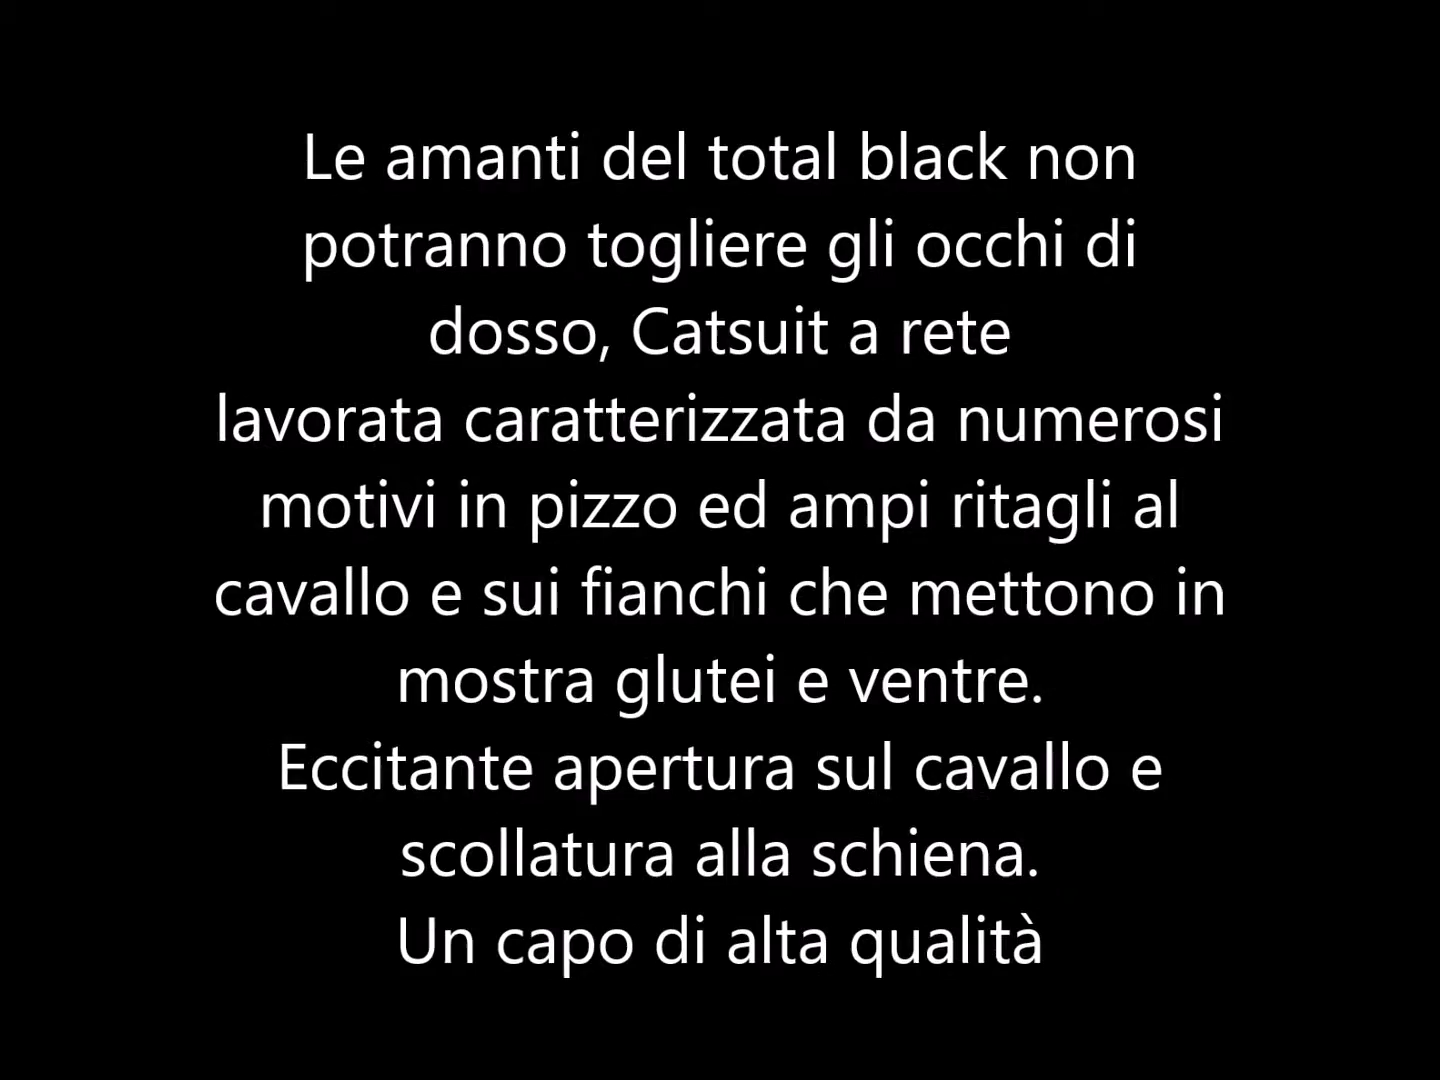 Le amanti del total black non
potranno togliere gli occhi di
dosso, Catsuit a rete
lavorata caratterizzata da numerosi
motivi in pizzo ed ampi ritagli al
cavallo e sui fianchi che mettono in
mostra glutei e ventre.
Eccitante apertura sul cavallo e
scollatura alla schiena.
Un capo di alta qualità